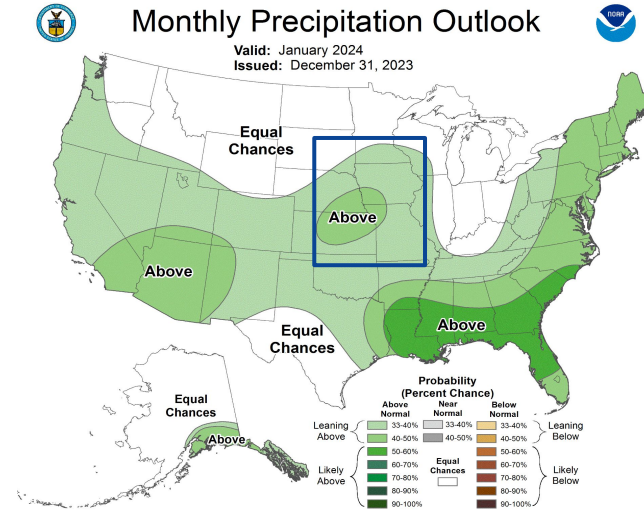 Monthly Precipitation Outlook
NOAA
Valid: January 2024
Issued: December 31, 2023
Equal
Chances
Above
Above
Equal
Chances
Above
Equal
Chances
Above
Probability
(Percent Chance)
Above
Normal
Near
Normal
Below
Normal
Leaning
Above
33-40%
40-50%
Likely
Above
50-60%
60-70%
70-80%
80-90%
90-100%
33-40%
40-50%
Equal
Chances
33-40%
40-50%
Leaning
Below
50-60%
60-70%
70-80%
80-90%
90-100%
Likely
Below